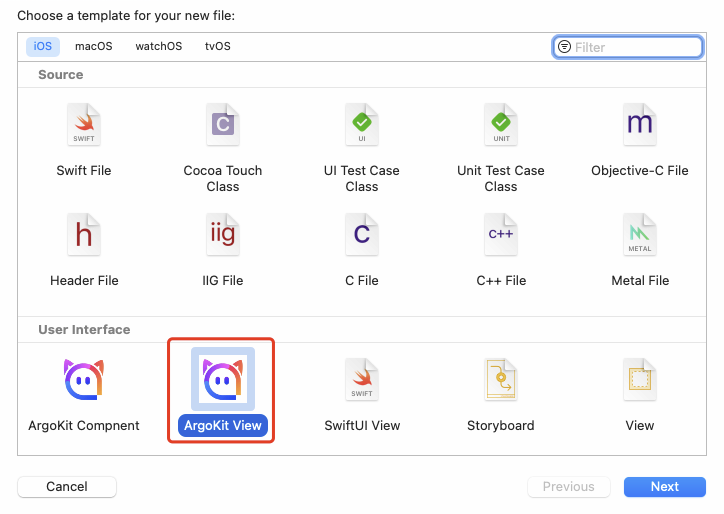 Choose a template for your new file:
iOS macOS watchOS tvOS Filter
Source
SWIFT C UI UNIT m
Swift File Cocoa Touch Class UI Test Case Class Unit Test Case Class Objective-C File
h iig C C++ METAL
Header File IIG File C File C++ File Metal File
User Interface
SWIFT
ArgoKit Compnent ArgoKit View SwiftUI View Storyboard View
Cancel Previous Next